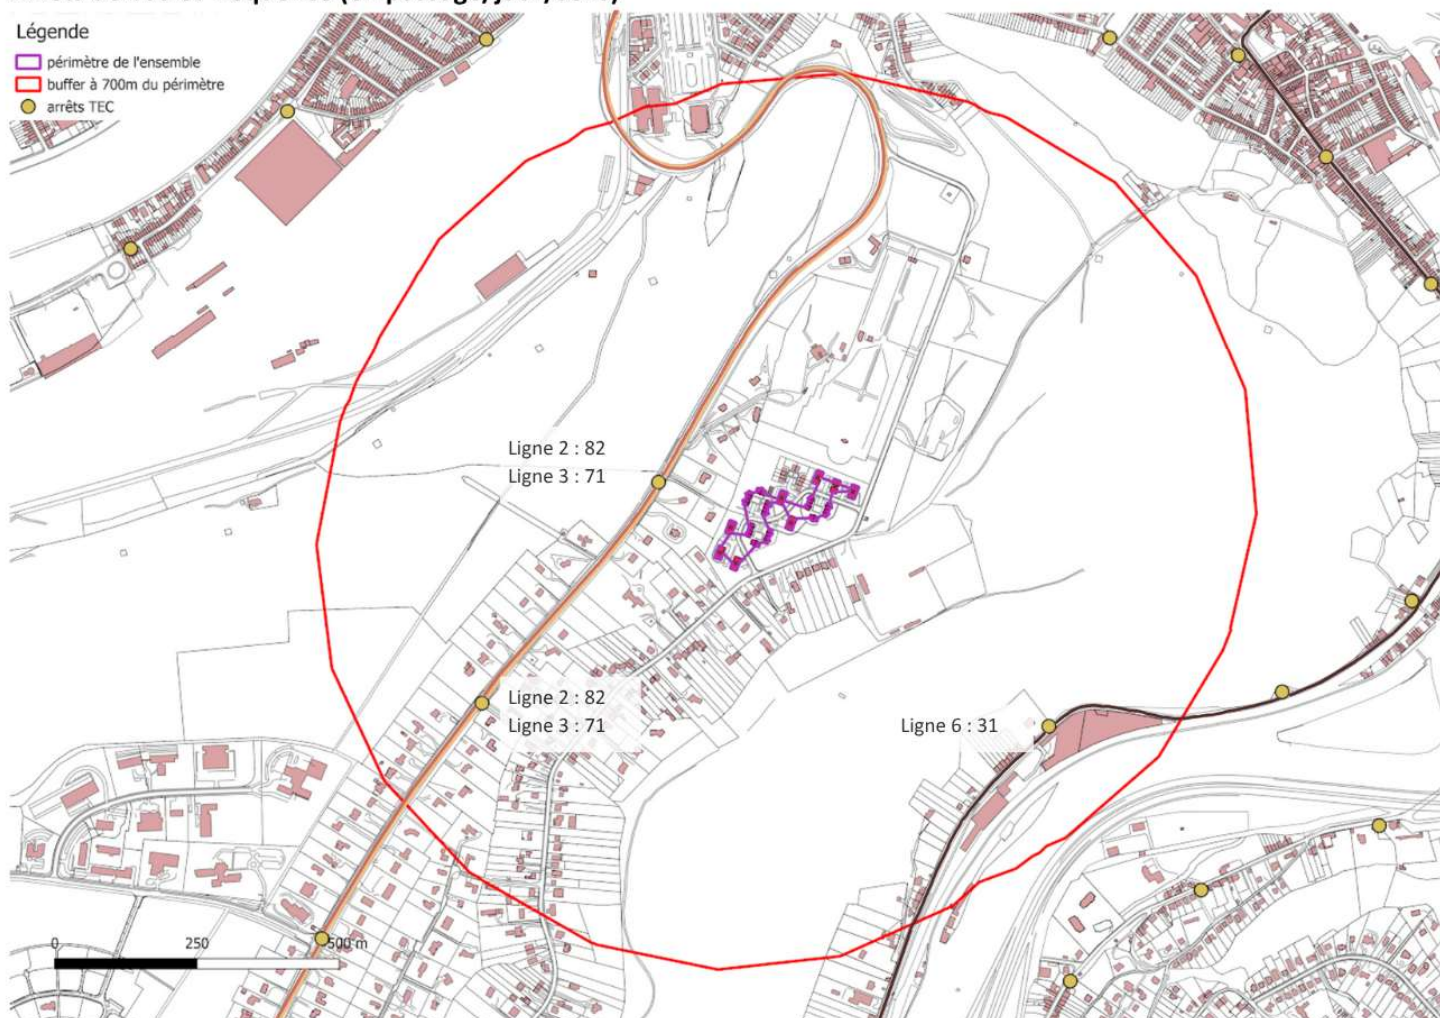 Légende
périmètre de l'ensemble
buffer à 700m du périmètre
arrêts TEC
Ligne 2 : 82
Ligne 3 : 71
Ligne 2 : 82
Ligne 3 : 71
Ligne 6 : 31
0 250 500 m